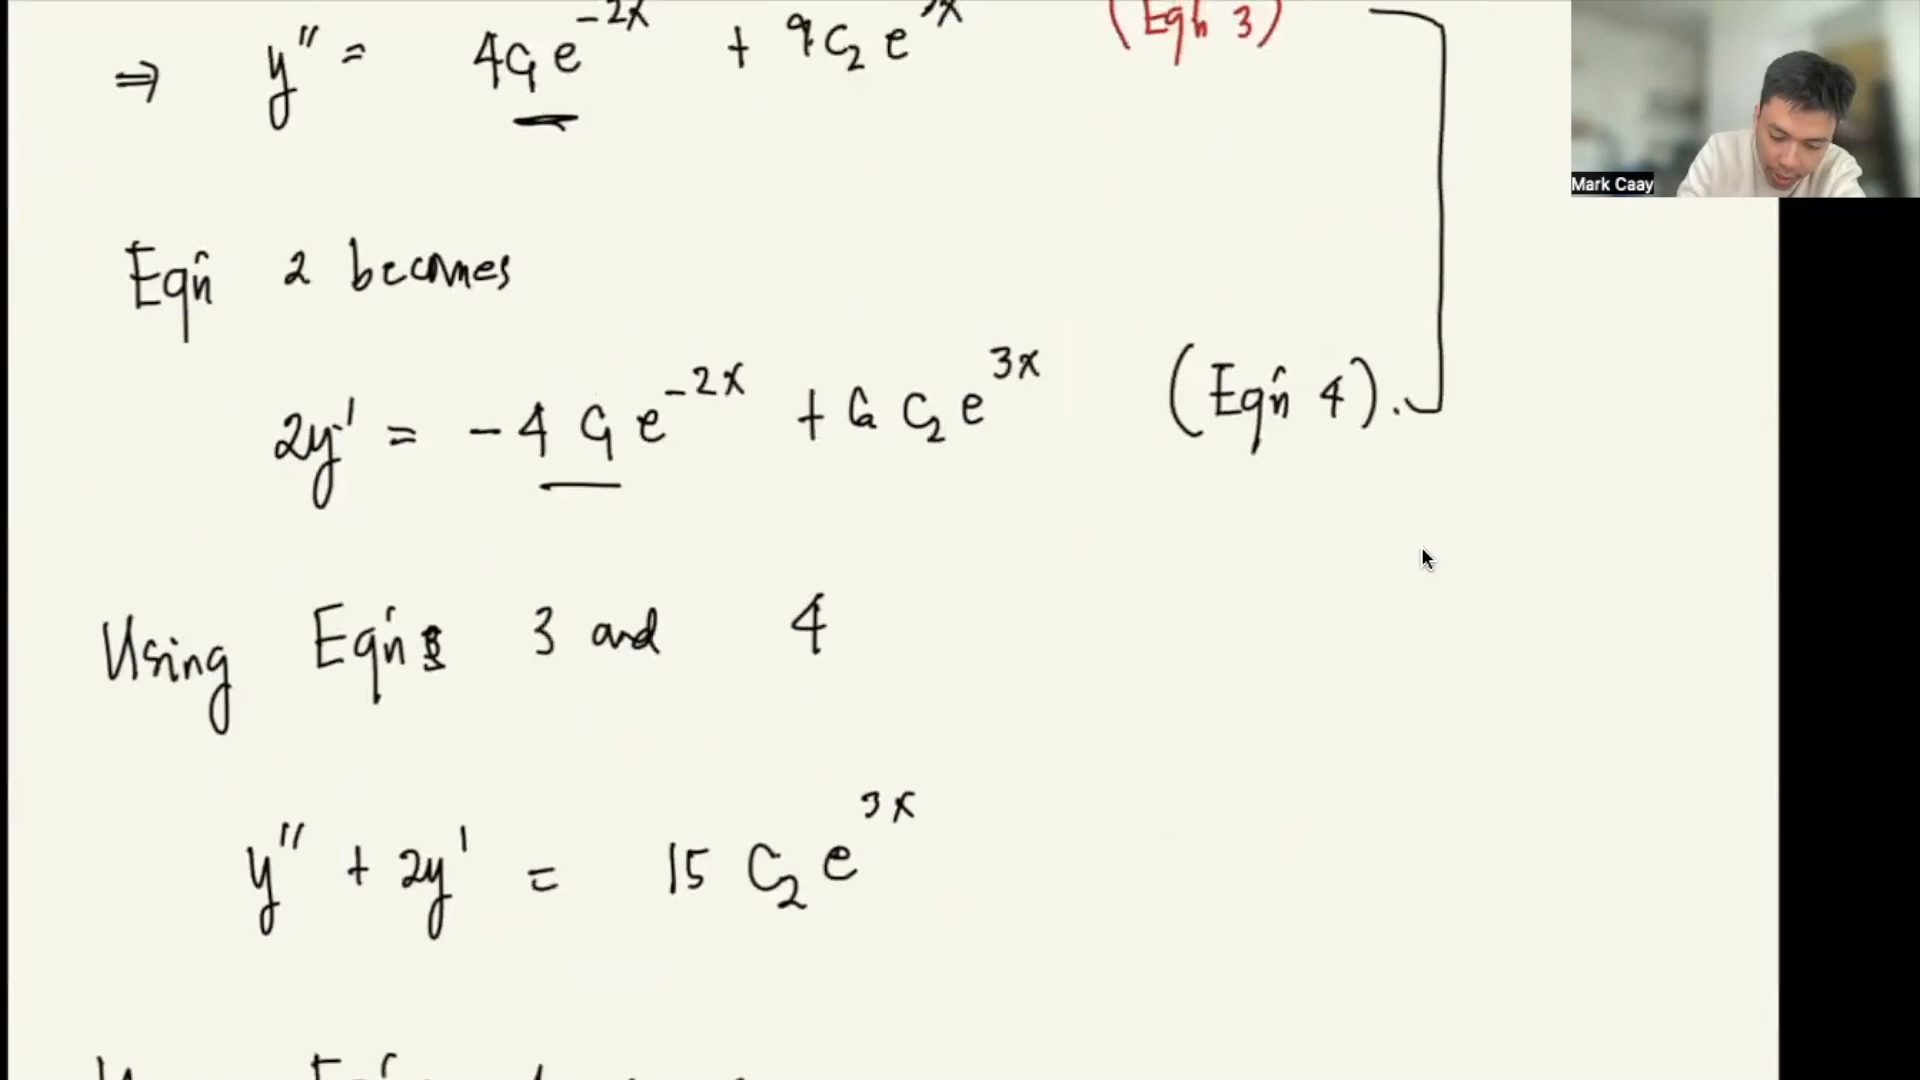 ⇒ y'' = 4C₁e^{-2x} + 9C₂e^{3x} (Eqn 3)
Mark Caay
Eqn 2 becomes
2y' = -4C₁e^{-2x} + 6C₂e^{3x} (Eqn 4).
Using Eqns 3 and 4
y'' + 2y' = 15C₂e^{3x}